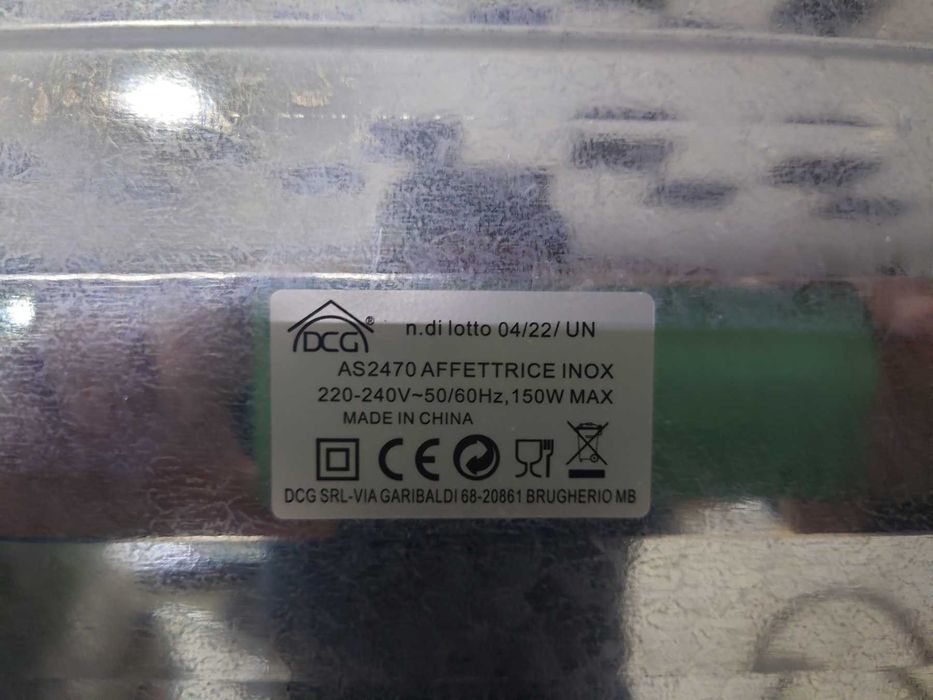 DCG®
n.di lotto 04/22/ UN
AS2470 AFFETTRICE INOX
220-240V~50/60Hz,150W MAX
MADE IN CHINA
CE
DCG SRL-VIA GARIBALDI 68-20861 BRUGHERIO MB